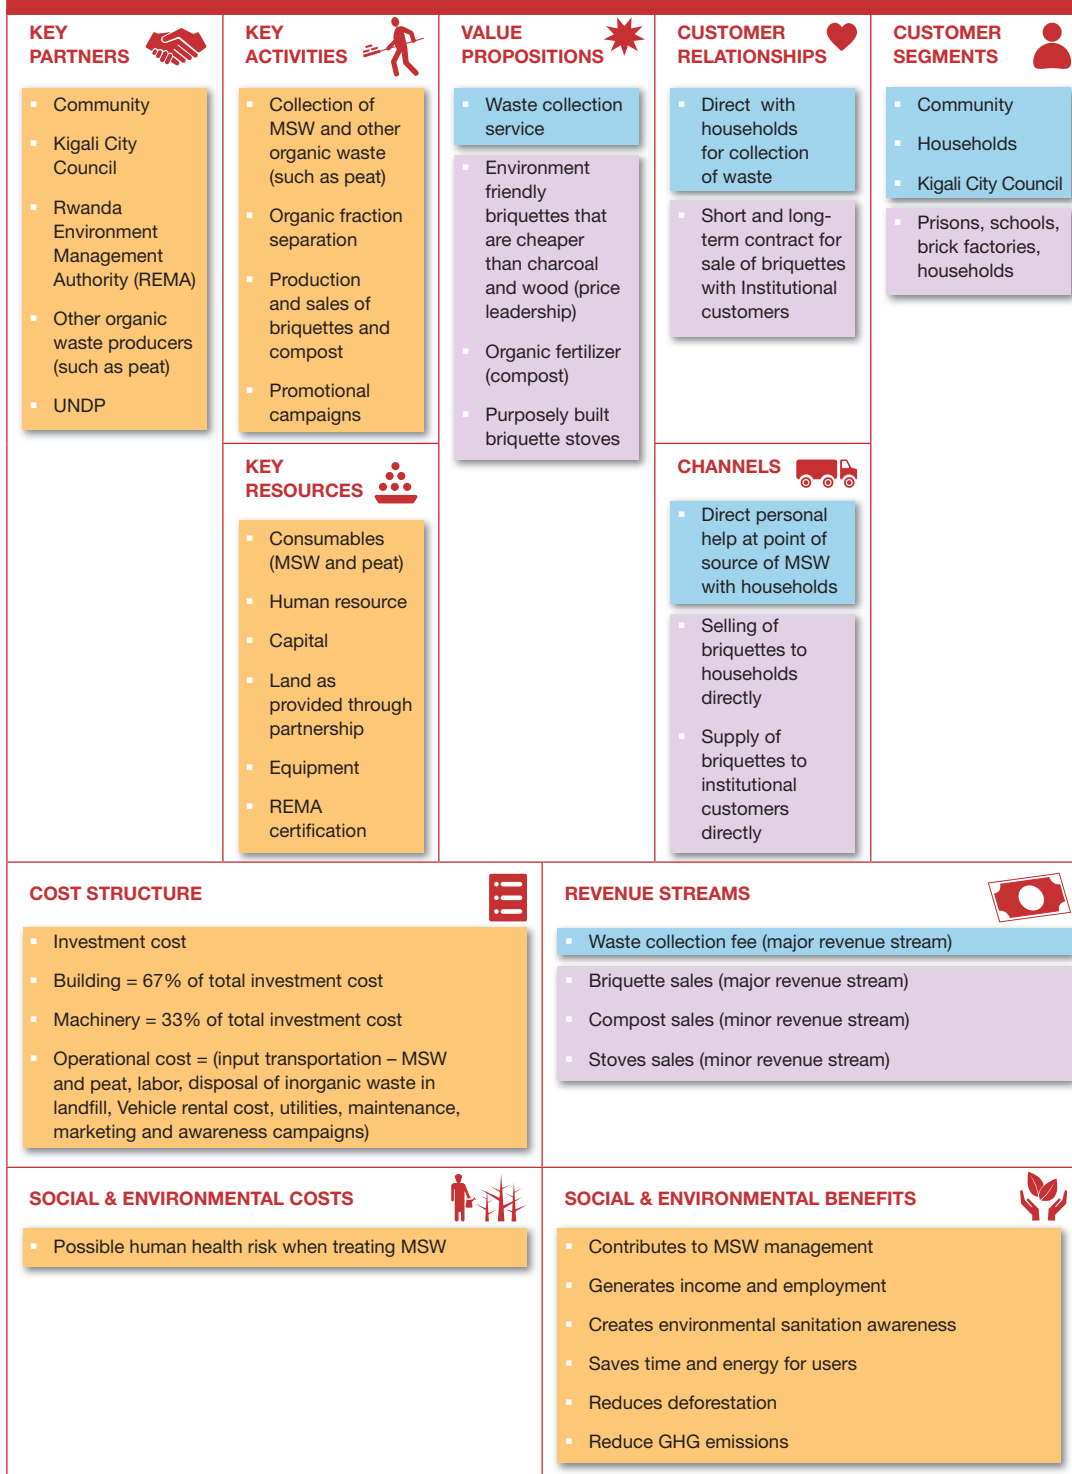 KEY
PARTNERS
Community
Kigali City
Council
Rwanda
Environment
Management
Authority (REMA)
Other organic
waste producers
(such as peat)
UNDP
KEY
ACTIVITIES
Collection of
MSW and other
organic waste
(such as peat)
Organic fraction
separation
Production
and sales of
briquettes and
compost
Promotional
campaigns
KEY
RESOURCES
Consumables
(MSW and peat)
Human resource
Capital
Land as
provided through
partnership
Equipment
REMA
certification
VALUE
PROPOSITIONS
Waste collection
service
Environment
friendly
briquettes that
are cheaper
than charcoal
and wood (price
leadership)
Organic fertilizer
(compost)
Purposely built
briquette stoves
CUSTOMER
RELATIONSHIPS
Direct with
households
for collection
of waste
Short and long-
term contract for
sale of briquettes
with Institutional
customers
CHANNELS
Direct personal
help at point of
source of MSW
with households
Selling of
briquettes to
households
directly
Supply of
briquettes to
institutional
customers
directly
CUSTOMER
SEGMENTS
Community
Households
Kigali City Council
Prisons, schools,
brick factories,
households
COST STRUCTURE
Investment cost
Building = 67% of total investment cost
Machinery = 33% of total investment cost
Operational cost = (input transportation – MSW
and peat, labor, disposal of inorganic waste in
landfill, Vehicle rental cost, utilities, maintenance,
marketing and awareness campaigns)
REVENUE STREAMS
Waste collection fee (major revenue stream)
Briquette sales (major revenue stream)
Compost sales (minor revenue stream)
Stoves sales (minor revenue stream)
SOCIAL & ENVIRONMENTAL COSTS
Possible human health risk when treating MSW
SOCIAL & ENVIRONMENTAL BENEFITS
Contributes to MSW management
Generates income and employment
Creates environmental sanitation awareness
Saves time and energy for users
Reduces deforestation
Reduce GHG emissions